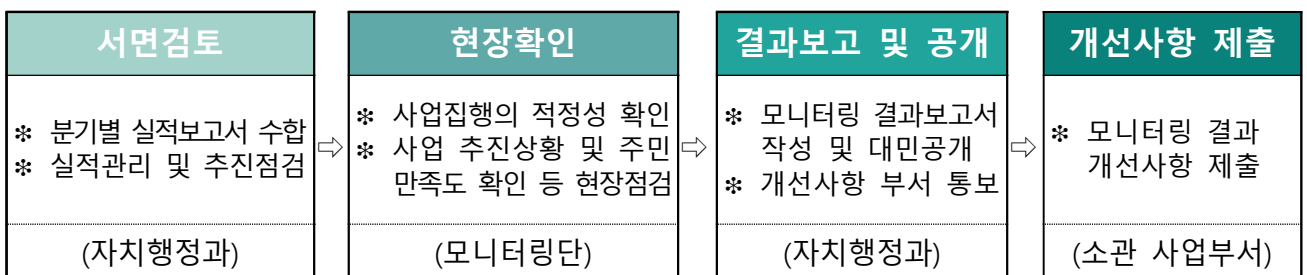 서면검토
❇ 분기별 실적보고서 수합
❇ 실적관리 및 추진점검
(자치행정과)
⇨
현장확인
❇ 사업집행의 적정성 확인
❇ 사업 추진상황 및 주민
만족도 확인 등 현장점검
(모니터링단)
⇨
결과보고 및 공개
❇ 모니터링 결과보고서
작성 및 대민공개
❇ 개선사항 부서 통보
(자치행정과)
⇨
개선사항 제출
❇ 모니터링 결과
개선사항 제출
(소관 사업부서)